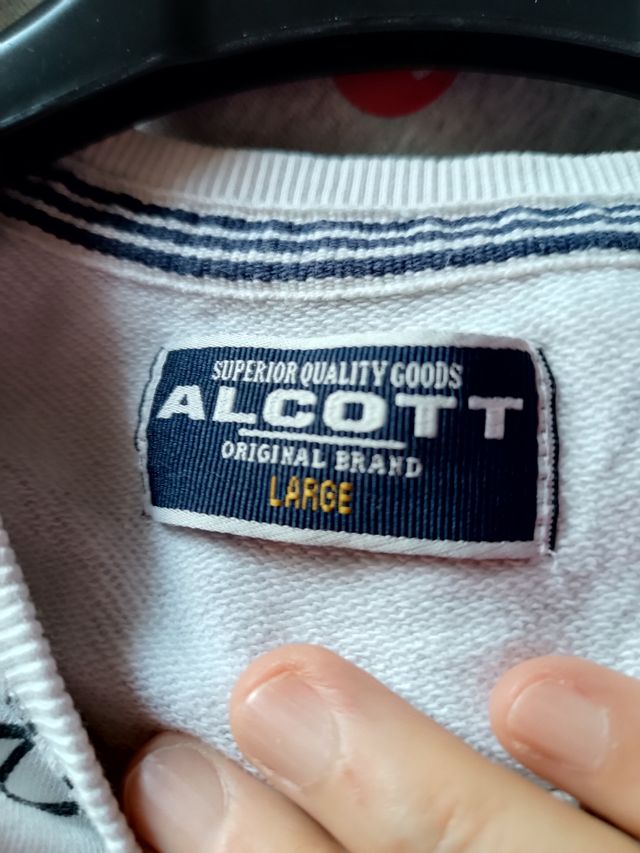 SUPERIOR QUALITY GOODS
ALCOTT
ORIGINAL BRAND
LARGE